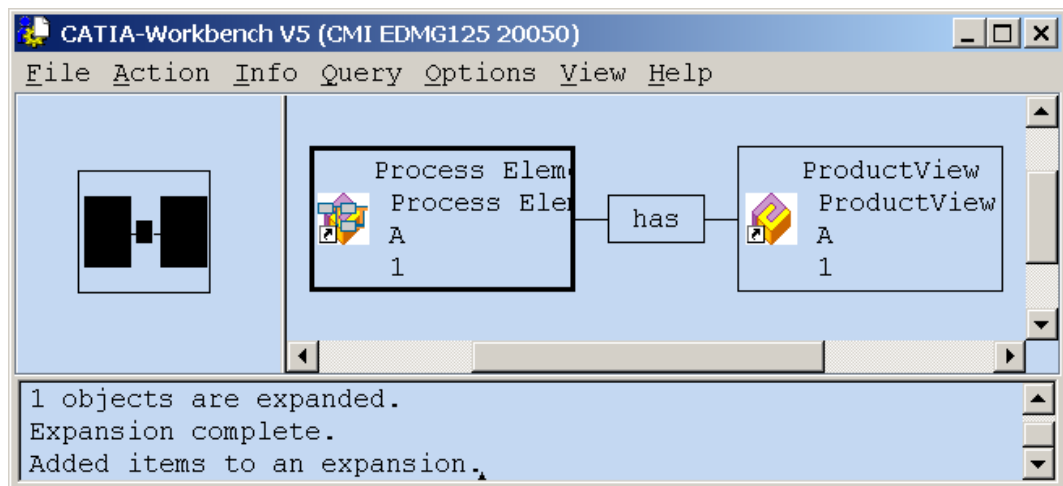 CATIA-Workbench V5 (CMI EDMG125 20050)
File Action Info Query Options View Help
Process Elem
Process Ele
A
1
has
ProductView
ProductView
A
1
1 objects are expanded.
Expansion complete.
Added items to an expansion.